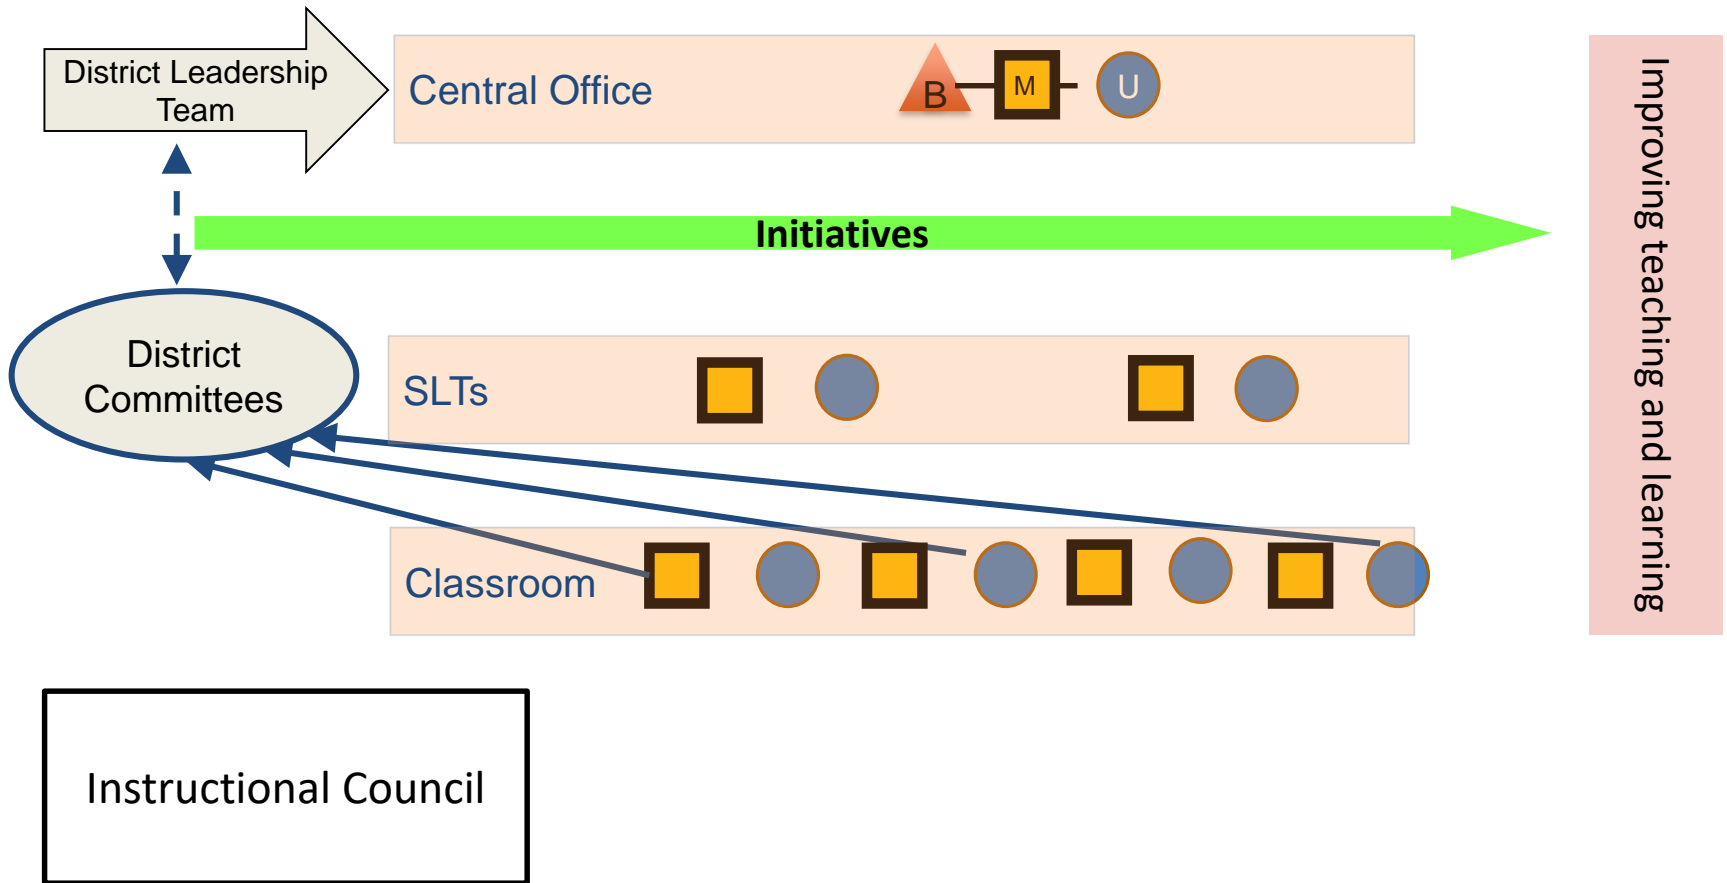 District Leadership
Team
Central Office
B
M
U
Initiatives
District
Committees
SLTs
Classroom
Instructional Council
Improving teaching and learning